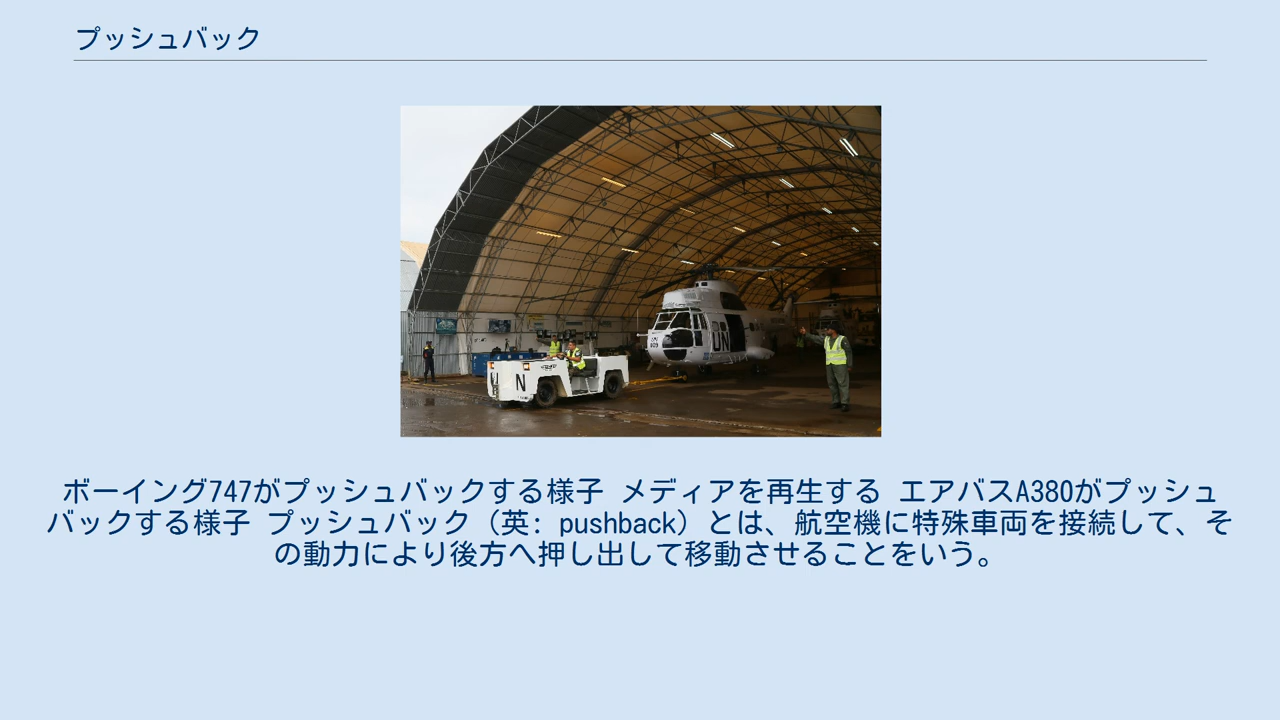 プッシュバック
UN
UN
ボーイング747がプッシュバックする様子 メディアを再生する エアバスA380がプッシュ
バックする様子 プッシュバック（英: pushback）とは、航空機に特殊車両を接続して、そ
の動力により後方へ押し出して移動させることをいう。